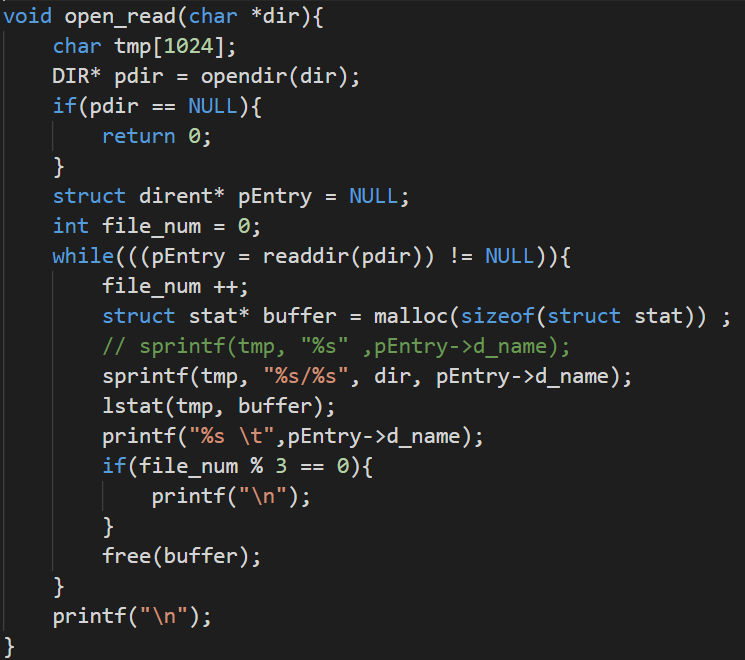 void open_read(char *dir){
    char tmp[1024];
    DIR* pdir = opendir(dir);
    if(pdir == NULL){
        return 0;
    }
    struct dirent* pEntry = NULL;
    int file_num = 0;
    while(((pEntry = readdir(pdir)) != NULL)){
        file_num ++;
        struct stat* buffer = malloc(sizeof(struct stat)) ;
        // sprintf(tmp, "%s" ,pEntry->d_name);
        sprintf(tmp, "%s/%s", dir, pEntry->d_name);
        lstat(tmp, buffer);
        printf("%s \t",pEntry->d_name);
        if(file_num % 3 == 0){
            printf("\n");
        }
        free(buffer);
    }
    printf("\n");
}